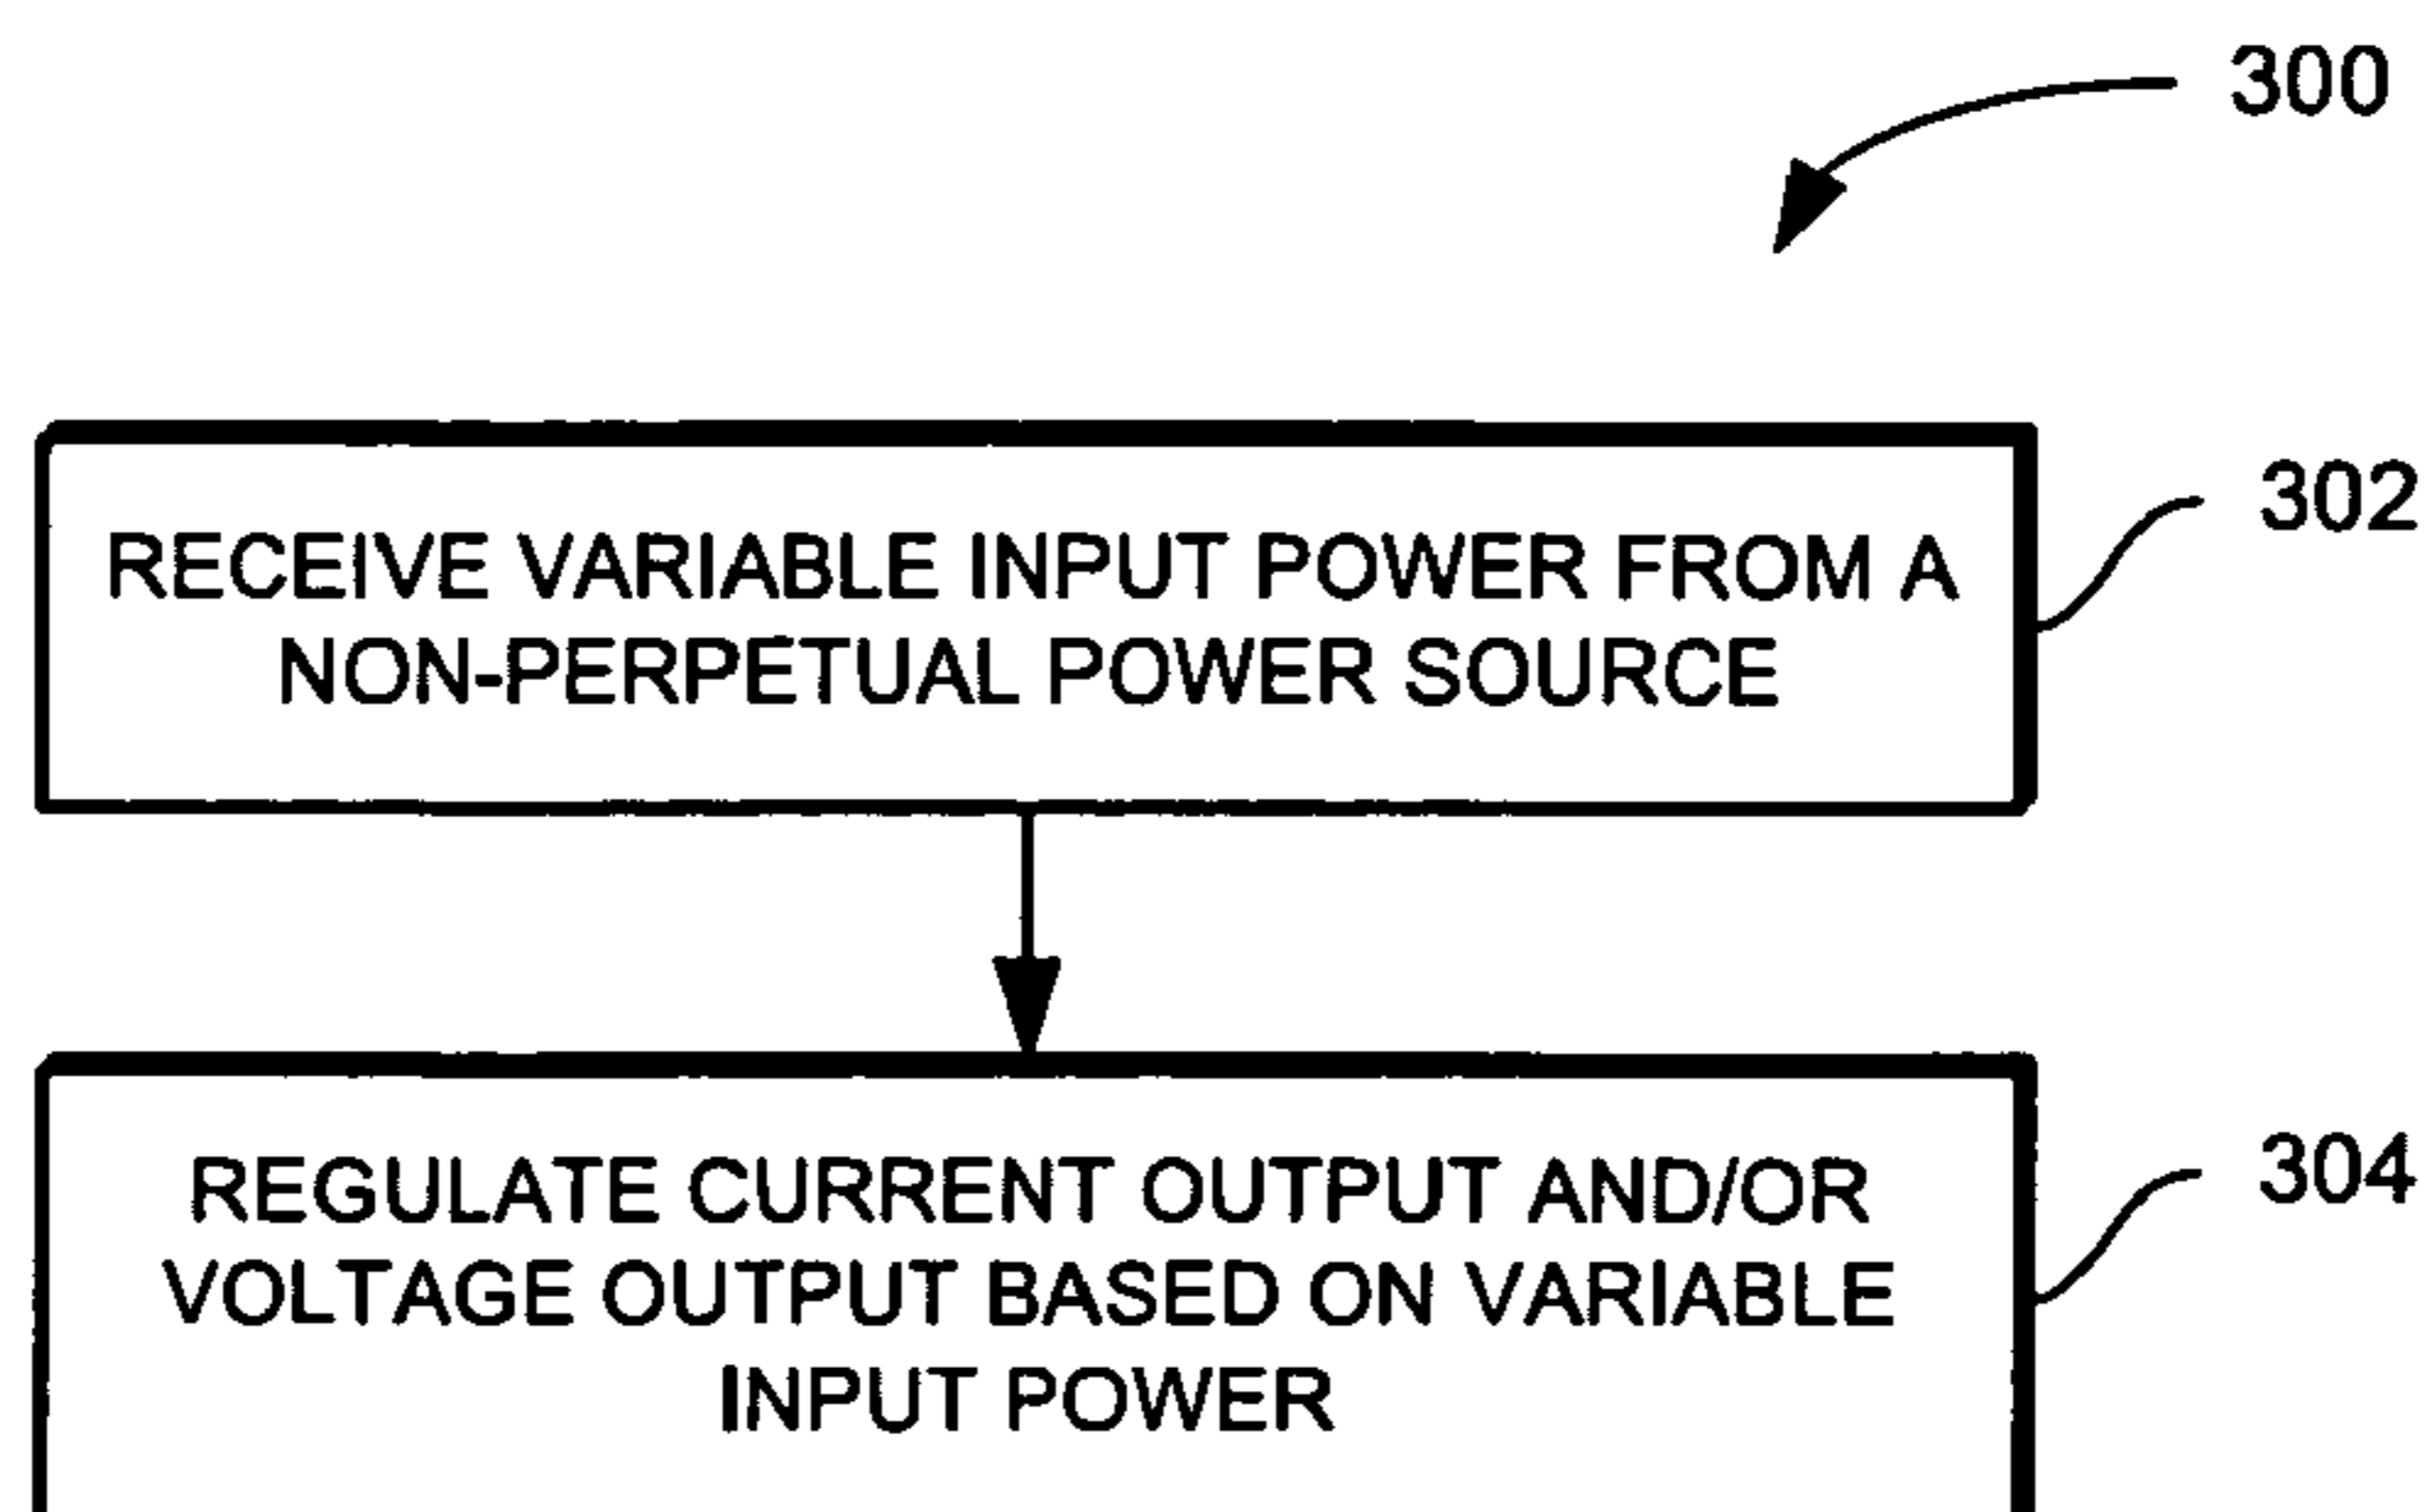 300
RECEIVE VARIABLE INPUT POWER FROM A
NON-PERPETUAL POWER SOURCE
302
REGULATE CURRENT OUTPUT AND/OR
VOLTAGE OUTPUT BASED ON VARIABLE
INPUT POWER
304